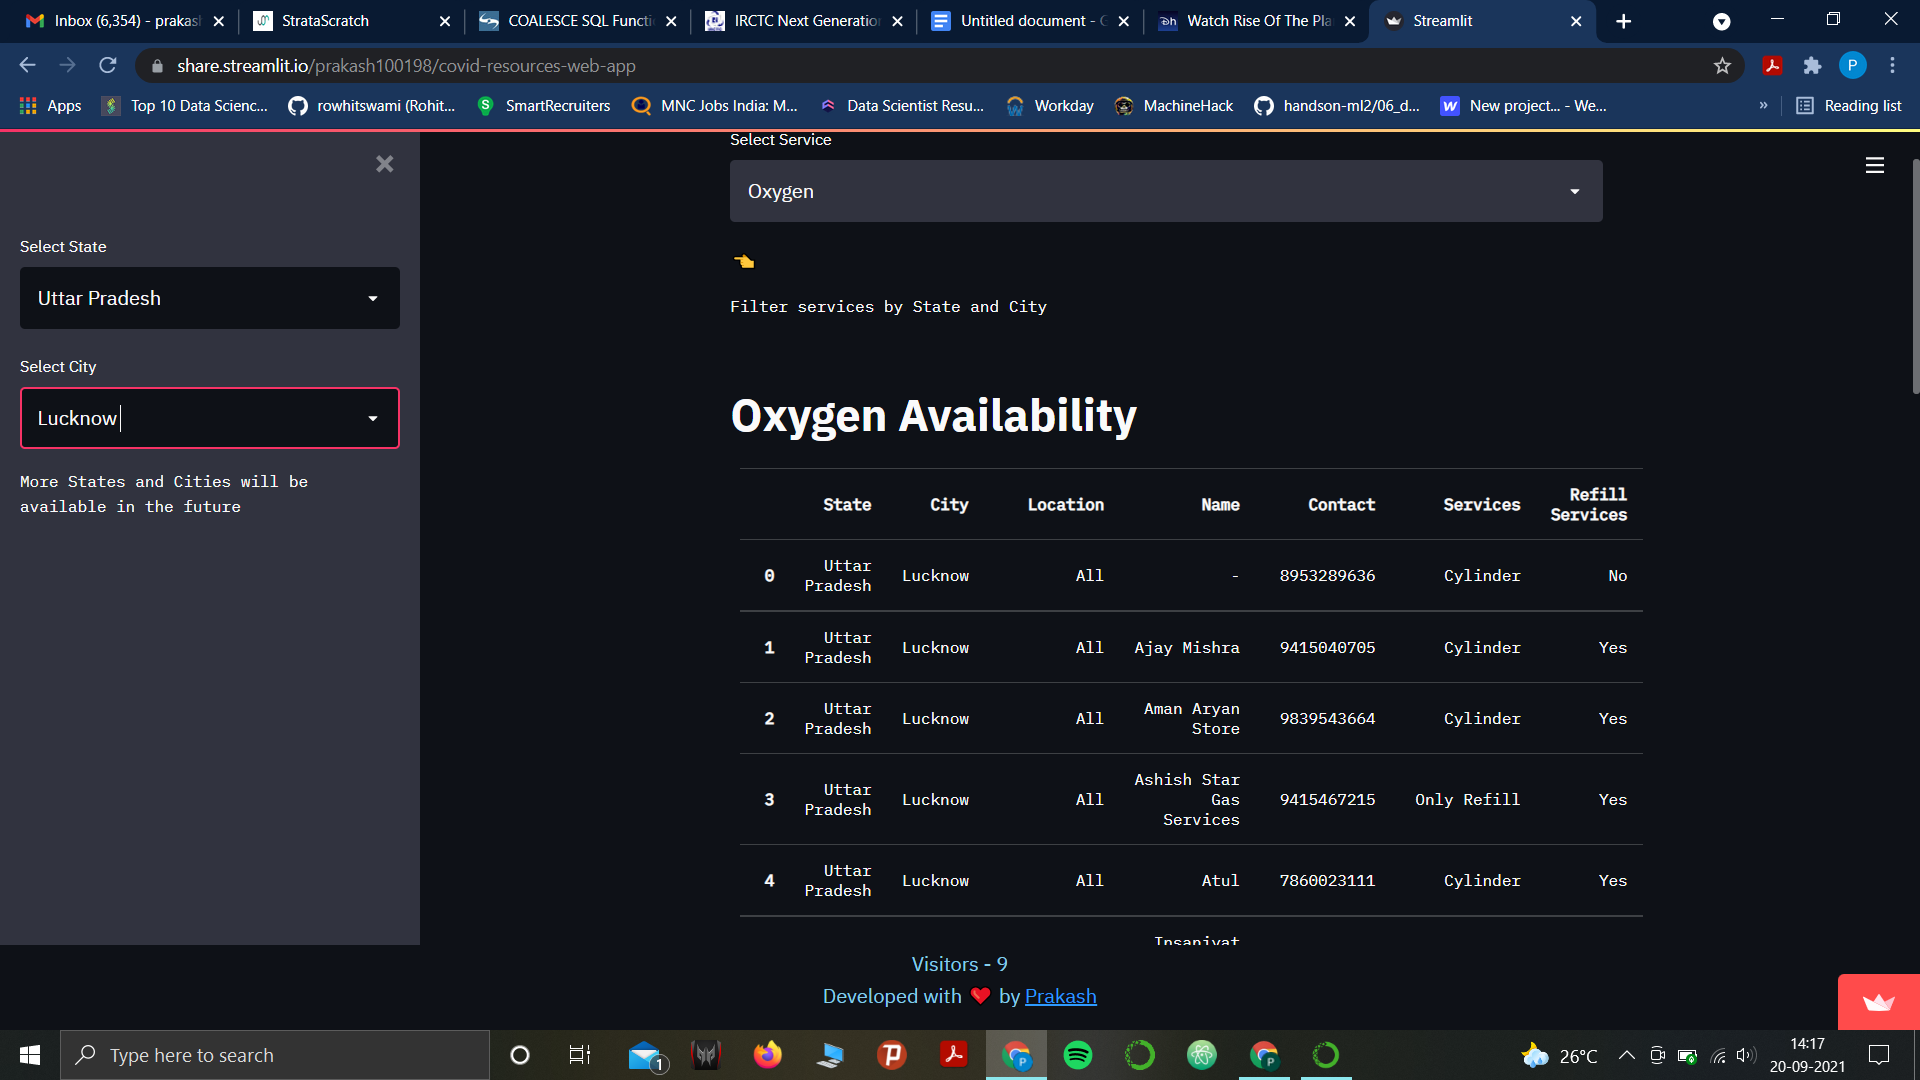 Inbox (6,354) - prakash
StrataScratch
COALESCE SQL Functi
IRCTC Next Generation
Untitled document - G
Watch Rise Of The Pla
Streamlit
share.streamlit.io/prakash100198/covid-resources-web-app
P
Apps
Top 10 Data Scienc...
rowhitswami (Rohit...
SmartRecruiters
MNC Jobs India: M...
Data Scientist Resu...
Workday
MachineHack
handson-ml2/06_d...
New project... - We...
»
Reading list
Select State
Uttar Pradesh
Select City
Lucknow
More States and Cities will be
available in the future
Select Service
Oxygen
Filter services by State and City
Oxygen Availability
State City Location Name Contact Services Refill Services
0 Uttar Pradesh Lucknow All - 8953289636 Cylinder No
1 Uttar Pradesh Lucknow All Ajay Mishra 9415040705 Cylinder Yes
2 Uttar Pradesh Lucknow All Aman Aryan Store 9839543664 Cylinder Yes
3 Uttar Pradesh Lucknow All Ashish Star Gas Services 9415467215 Only Refill Yes
4 Uttar Pradesh Lucknow All Atul 7860023111 Cylinder Yes
Insaniyat
Visitors - 9
Developed with ❤ by Prakash
Type here to search
1
26°C
14:17
20-09-2021